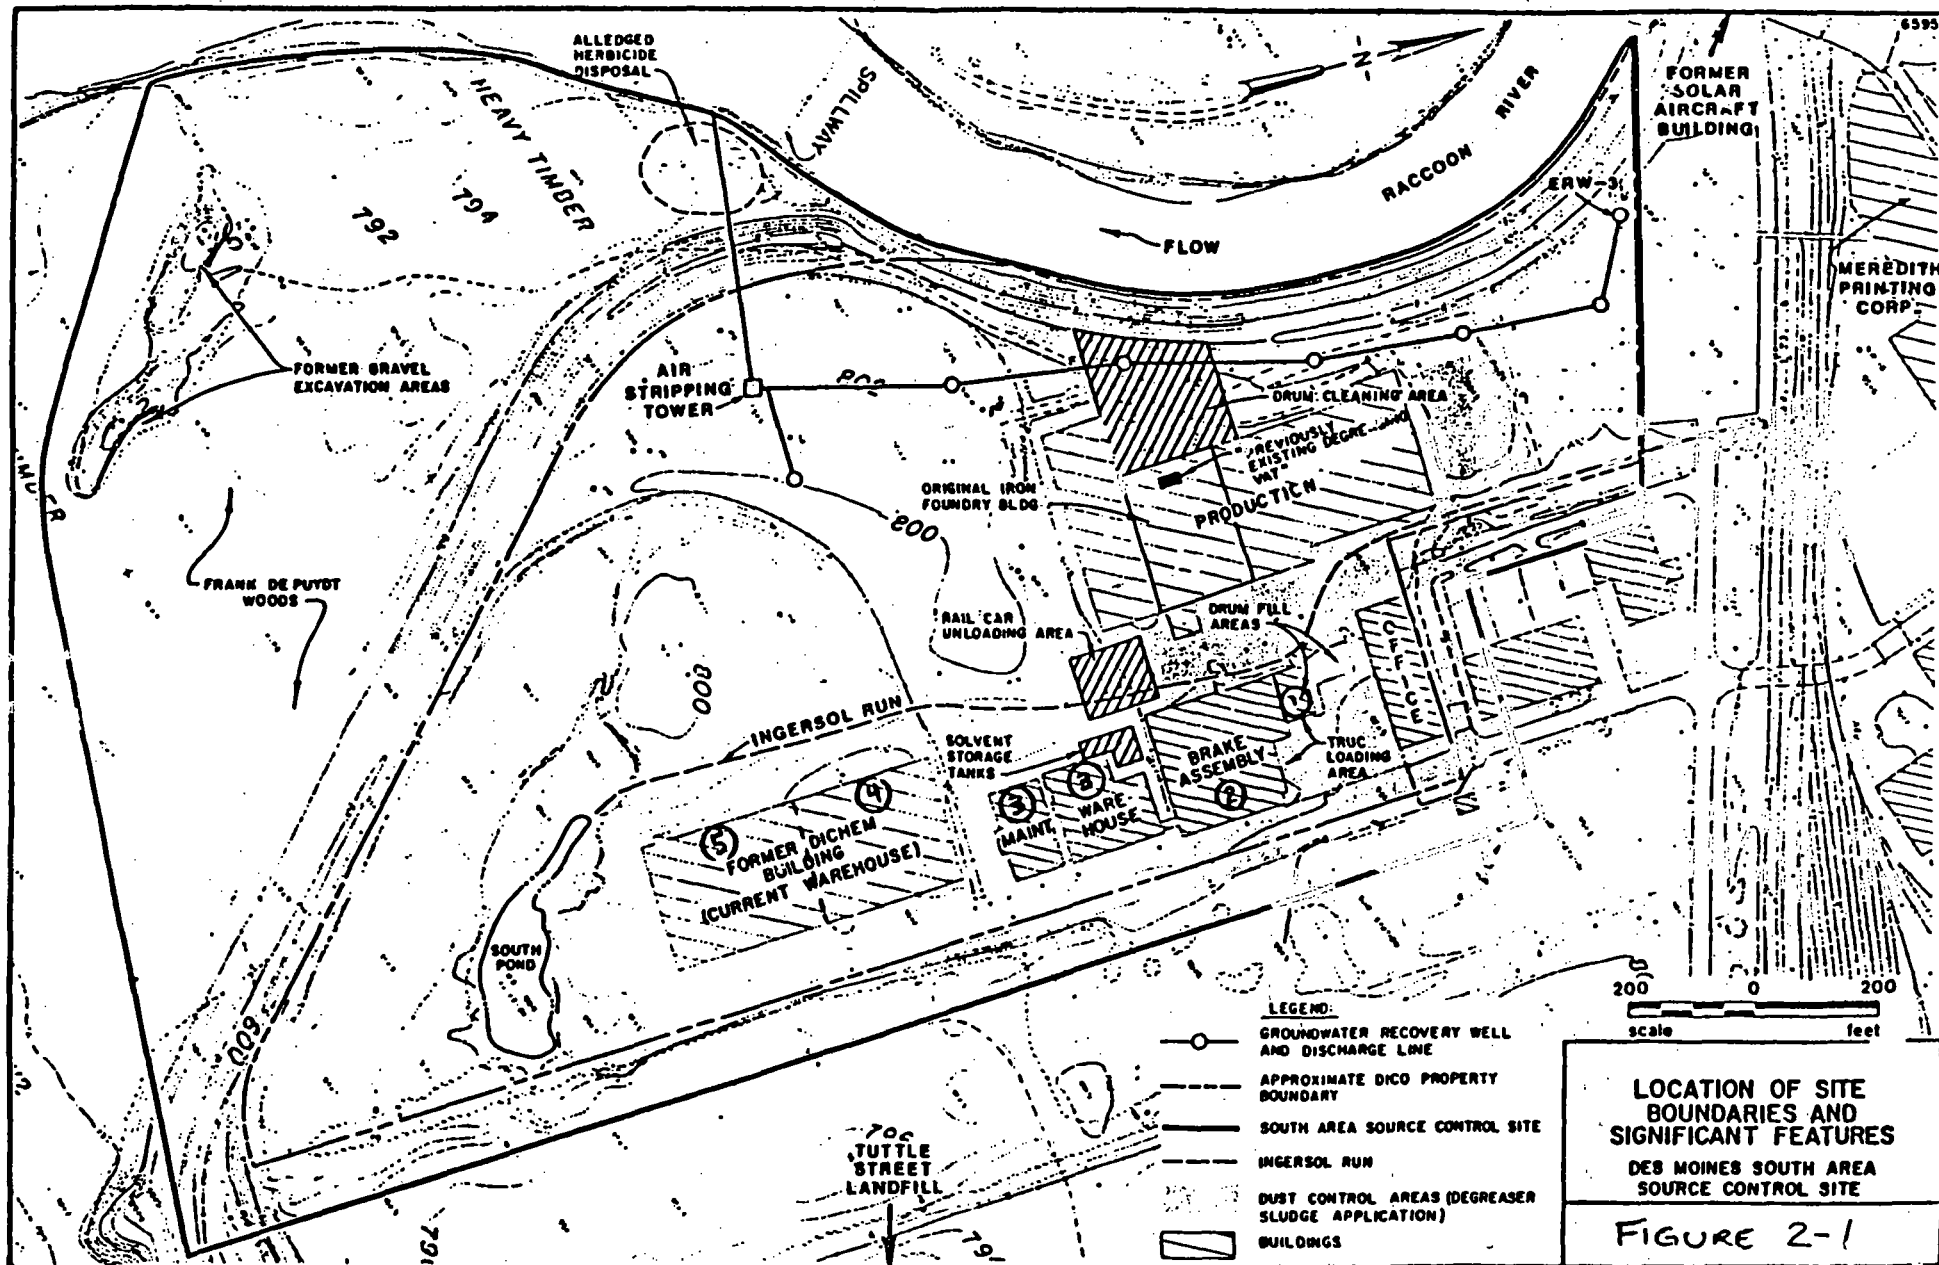 6595
ALLEDGED
HERBICIDE
DISPOSAL
HEAVY TIMBER
SPILLWAY
N
RACCOON
RIVER
FLOW
FORMER
SOLAR
AIRCRAFT
BUILDING
ERW-3
MEREDITH
PRINTING
CORP.
792
794
FORMER GRAVEL
EXCAVATION AREAS
AIR
STRIPPING
TOWER
DRUM CLEANING AREA
PREVIOUSLY
EXISTING
VAT
PRODUCTION
ORIGINAL IRON
FOUNDRY BLDG
800
FRANK DE PUYDT
WOODS
RAIL CAR
UNLOADING AREA
DRUM FILL
AREAS
OFFICE
800
INGERSOL RUN
SOLVENT
STORAGE
TANKS
BRAKE
ASSEMBLY
2
1
TRUC
LOADING
AREA
3
MAINT.
3
WARE
HOUSE
4
5
FORMER DICHEM
BUILDING
(CURRENT WAREHOUSE)
SOUTH
POND
TUTTLE
STREET
LANDFILL
LEGEND:
GROUNDWATER RECOVERY WELL
AND DISCHARGE LINE
APPROXIMATE DICO PROPERTY
BOUNDARY
SOUTH AREA SOURCE CONTROL SITE
INGERSOL RUN
DUST CONTROL AREAS (DEGREASER
SLUDGE APPLICATION)
BUILDINGS
200 0 200
scale feet
LOCATION OF SITE
BOUNDARIES AND
SIGNIFICANT FEATURES
DES MOINES SOUTH AREA
SOURCE CONTROL SITE
FIGURE 2-1